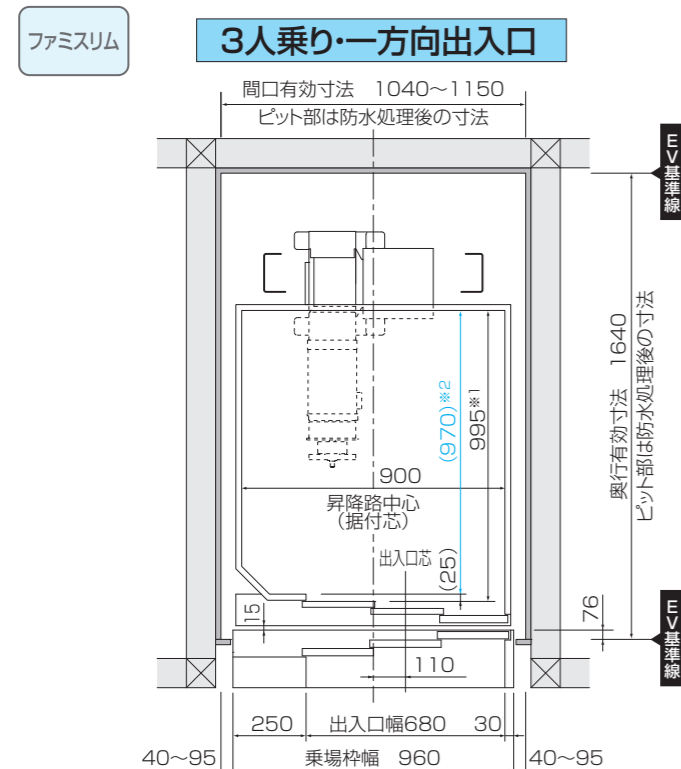 ファミスリム
3人乗り・一方向出入口
間口有効寸法 1040～1150
ピット部は防水処理後の寸法
EV基準線
奥行有効寸法 1640
ピット部は防水処理後の寸法
(970)※2
995※1
900
昇降路中心
(据付芯)
出入口芯
(25)
15
76
EV基準線
110
250 出入口幅680 30
40～95 乗場枠幅 960 40～95